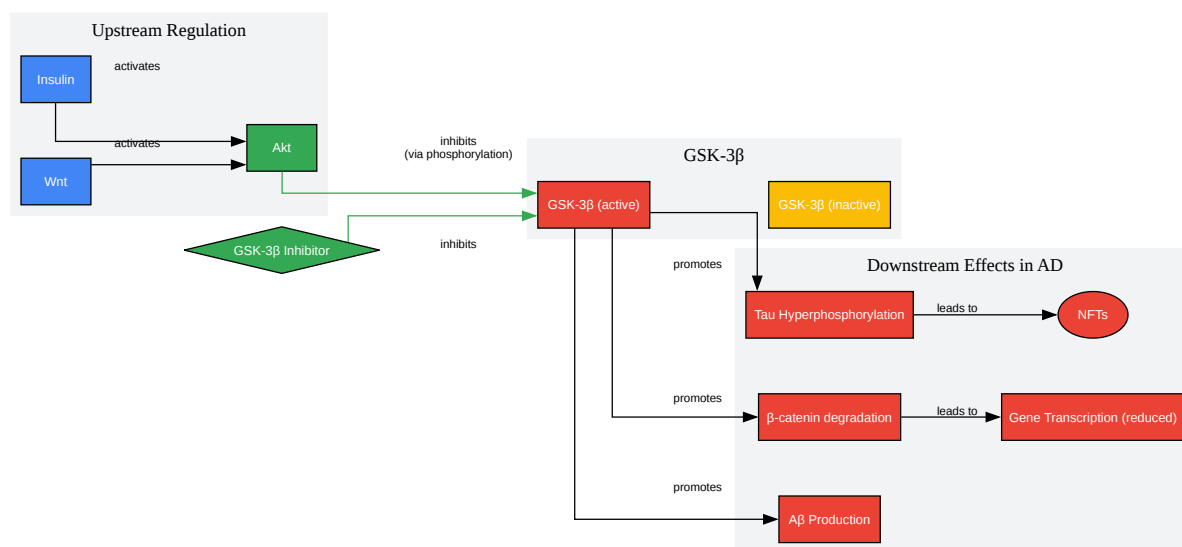 Upstream Regulation
Insulin
activates
activates
Akt
Wnt
inhibits
(via phosphorylation)
GSK-3β
GSK-3β (active)
GSK-3β (inactive)
GSK-3β Inhibitor
inhibits
promotes
Downstream Effects in AD
Tau Hyperphosphorylation
leads to
NFTs
promotes
β-catenin degradation
leads to
Gene Transcription (reduced)
promotes
Aβ Production